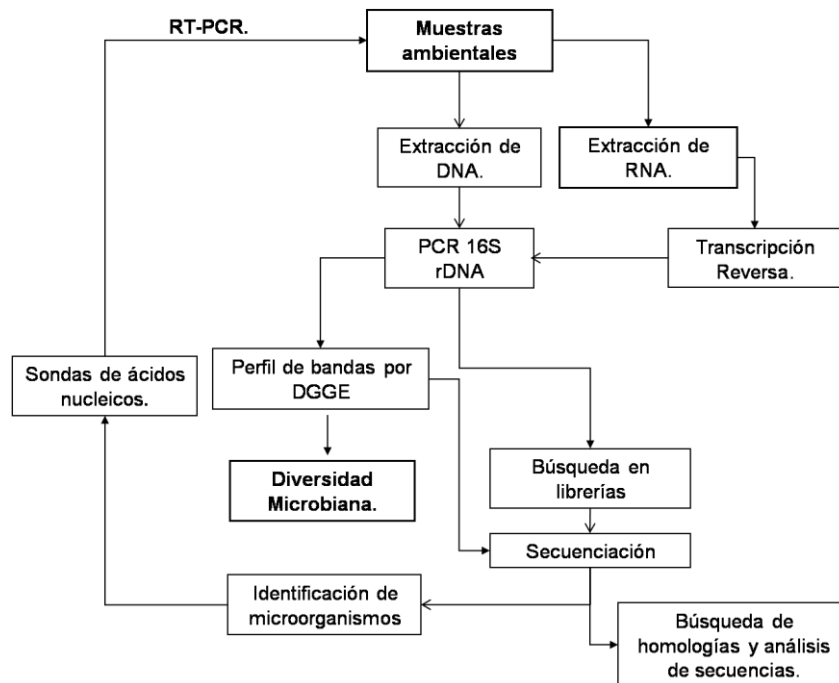 RT-PCR.
Muestras
ambientales
Extracción de
DNA.
Extracción de
RNA.
PCR 16S
rDNA
Transcripción
Reversa.
Sondas de ácidos
nucleicos.
Perfil de bandas por
DGGE
Diversidad
Microbiana.
Búsqueda en
librerías
Secuenciación
Identificación de
microorganismos
Búsqueda de
homologías y análisis
de secuencias.